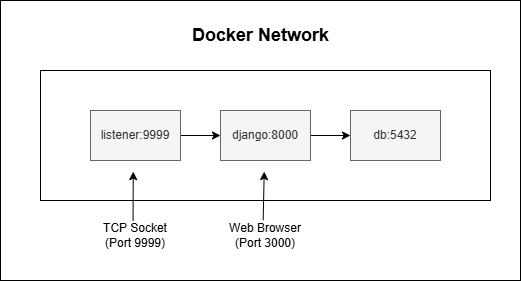 Docker Network
listener:9999
django:8000
db:5432
TCP Socket
(Port 9999)
Web Browser
(Port 3000)